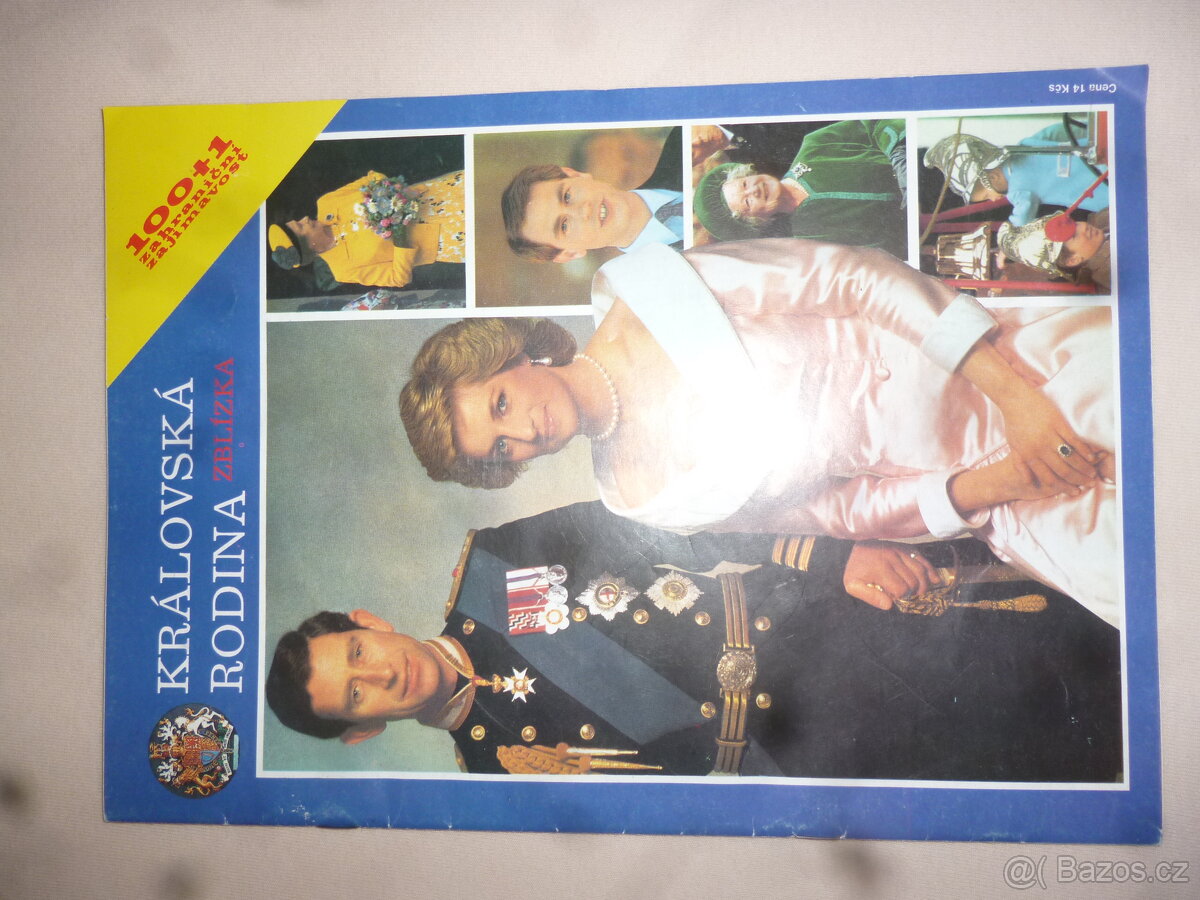 KRÁLOVSKÁ
RODINA ZBLÍZKA
100+1
zahraniční
zajímavost
Cena 14 Kčs
@( Bazos.cz